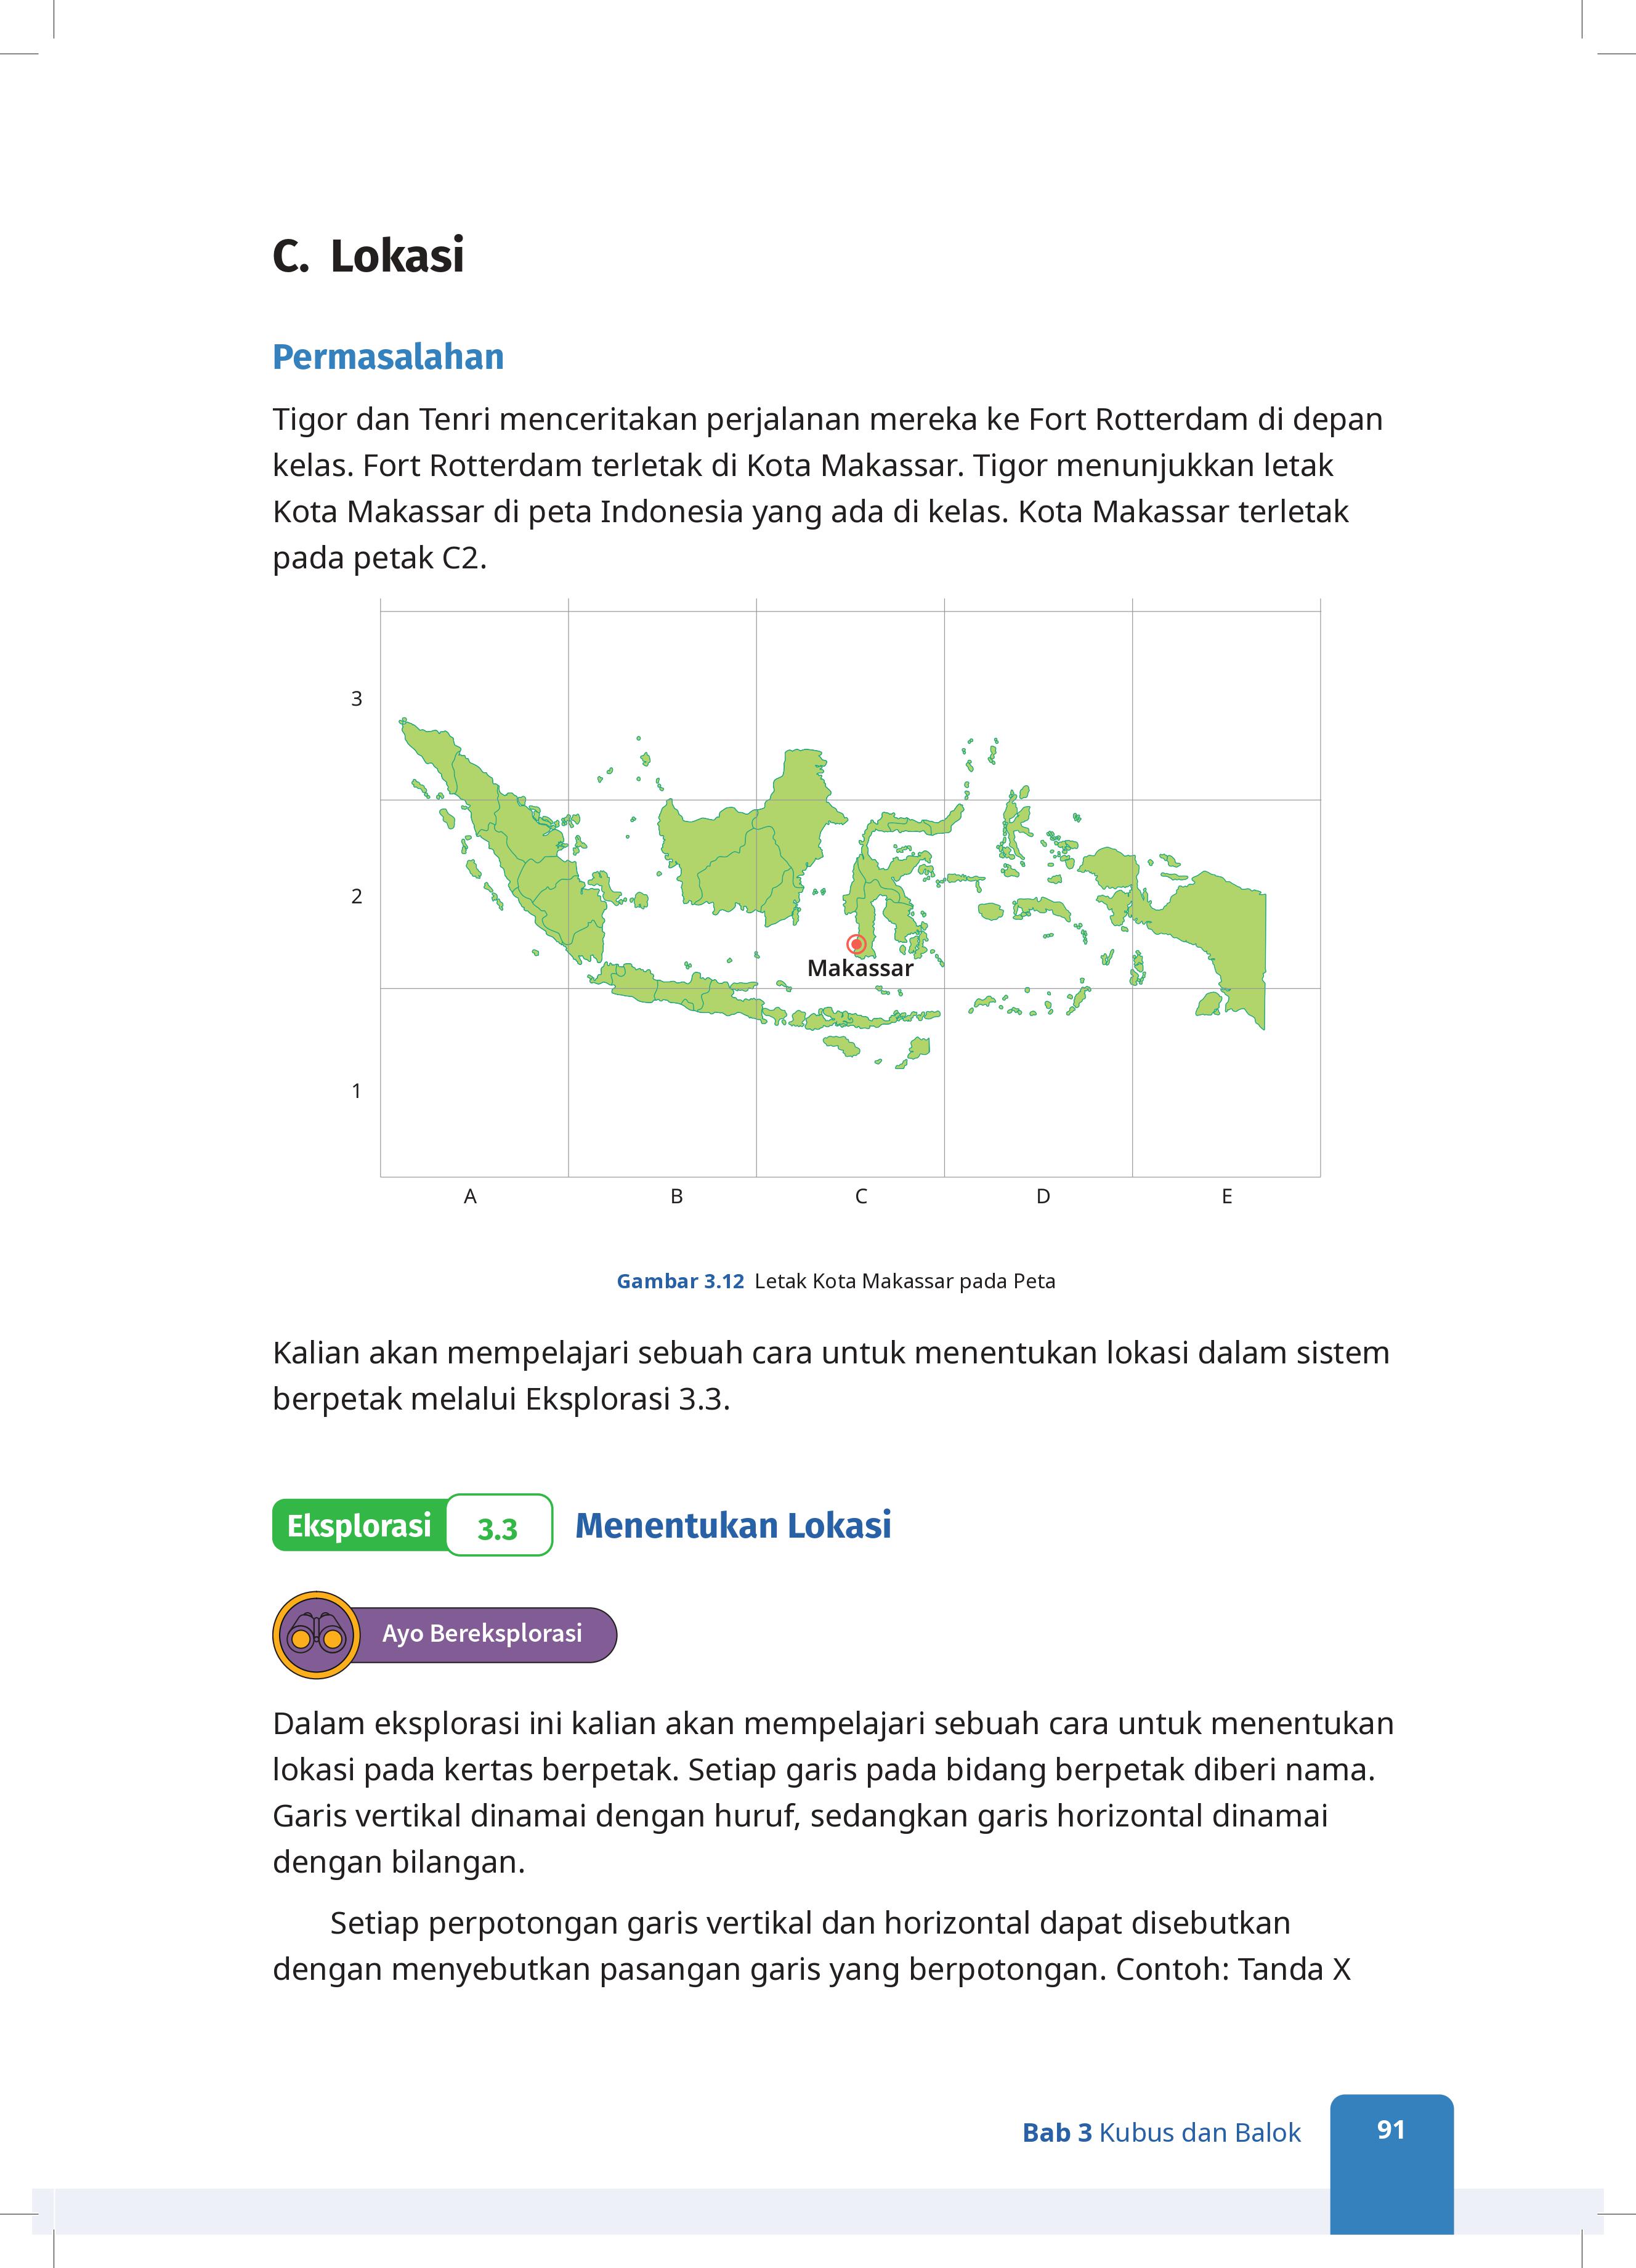 C. Lokasi
Permasalahan
Tigor dan Tenri menceritakan perjalanan mereka ke Fort Rotterdam di depan
kelas. Fort Rotterdam terletak di Kota Makassar. Tigor menunjukkan letak
Kota Makassar di peta Indonesia yang ada di kelas. Kota Makassar terletak
pada petak C2.
3
2
Makassar
1
A B C D E
Gambar 3.12 Letak Kota Makassar pada Peta
Kalian akan mempelajari sebuah cara untuk menentukan lokasi dalam sistem
berpetak melalui Eksplorasi 3.3.
Eksplorasi 3.3 Menentukan Lokasi
Ayo Bereksplorasi
Dalam eksplorasi ini kalian akan mempelajari sebuah cara untuk menentukan
lokasi pada kertas berpetak. Setiap garis pada bidang berpetak diberi nama.
Garis vertikal dinamai dengan huruf, sedangkan garis horizontal dinamai
dengan bilangan.
Setiap perpotongan garis vertikal dan horizontal dapat disebutkan
dengan menyebutkan pasangan garis yang berpotongan. Contoh: Tanda X
Bab 3 Kubus dan Balok 91